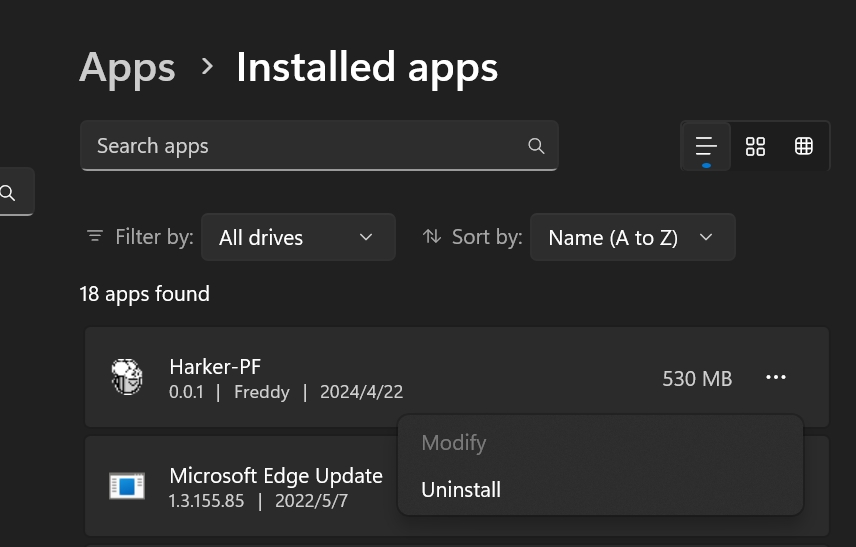 Apps > Installed apps
Search apps
Filter by: All drives Sort by: Name (A to Z)
18 apps found
Harker-PF
0.0.1 | Freddy | 2024/4/22
530 MB
Modify
Uninstall
Microsoft Edge Update
1.3.155.85 | 2022/5/7